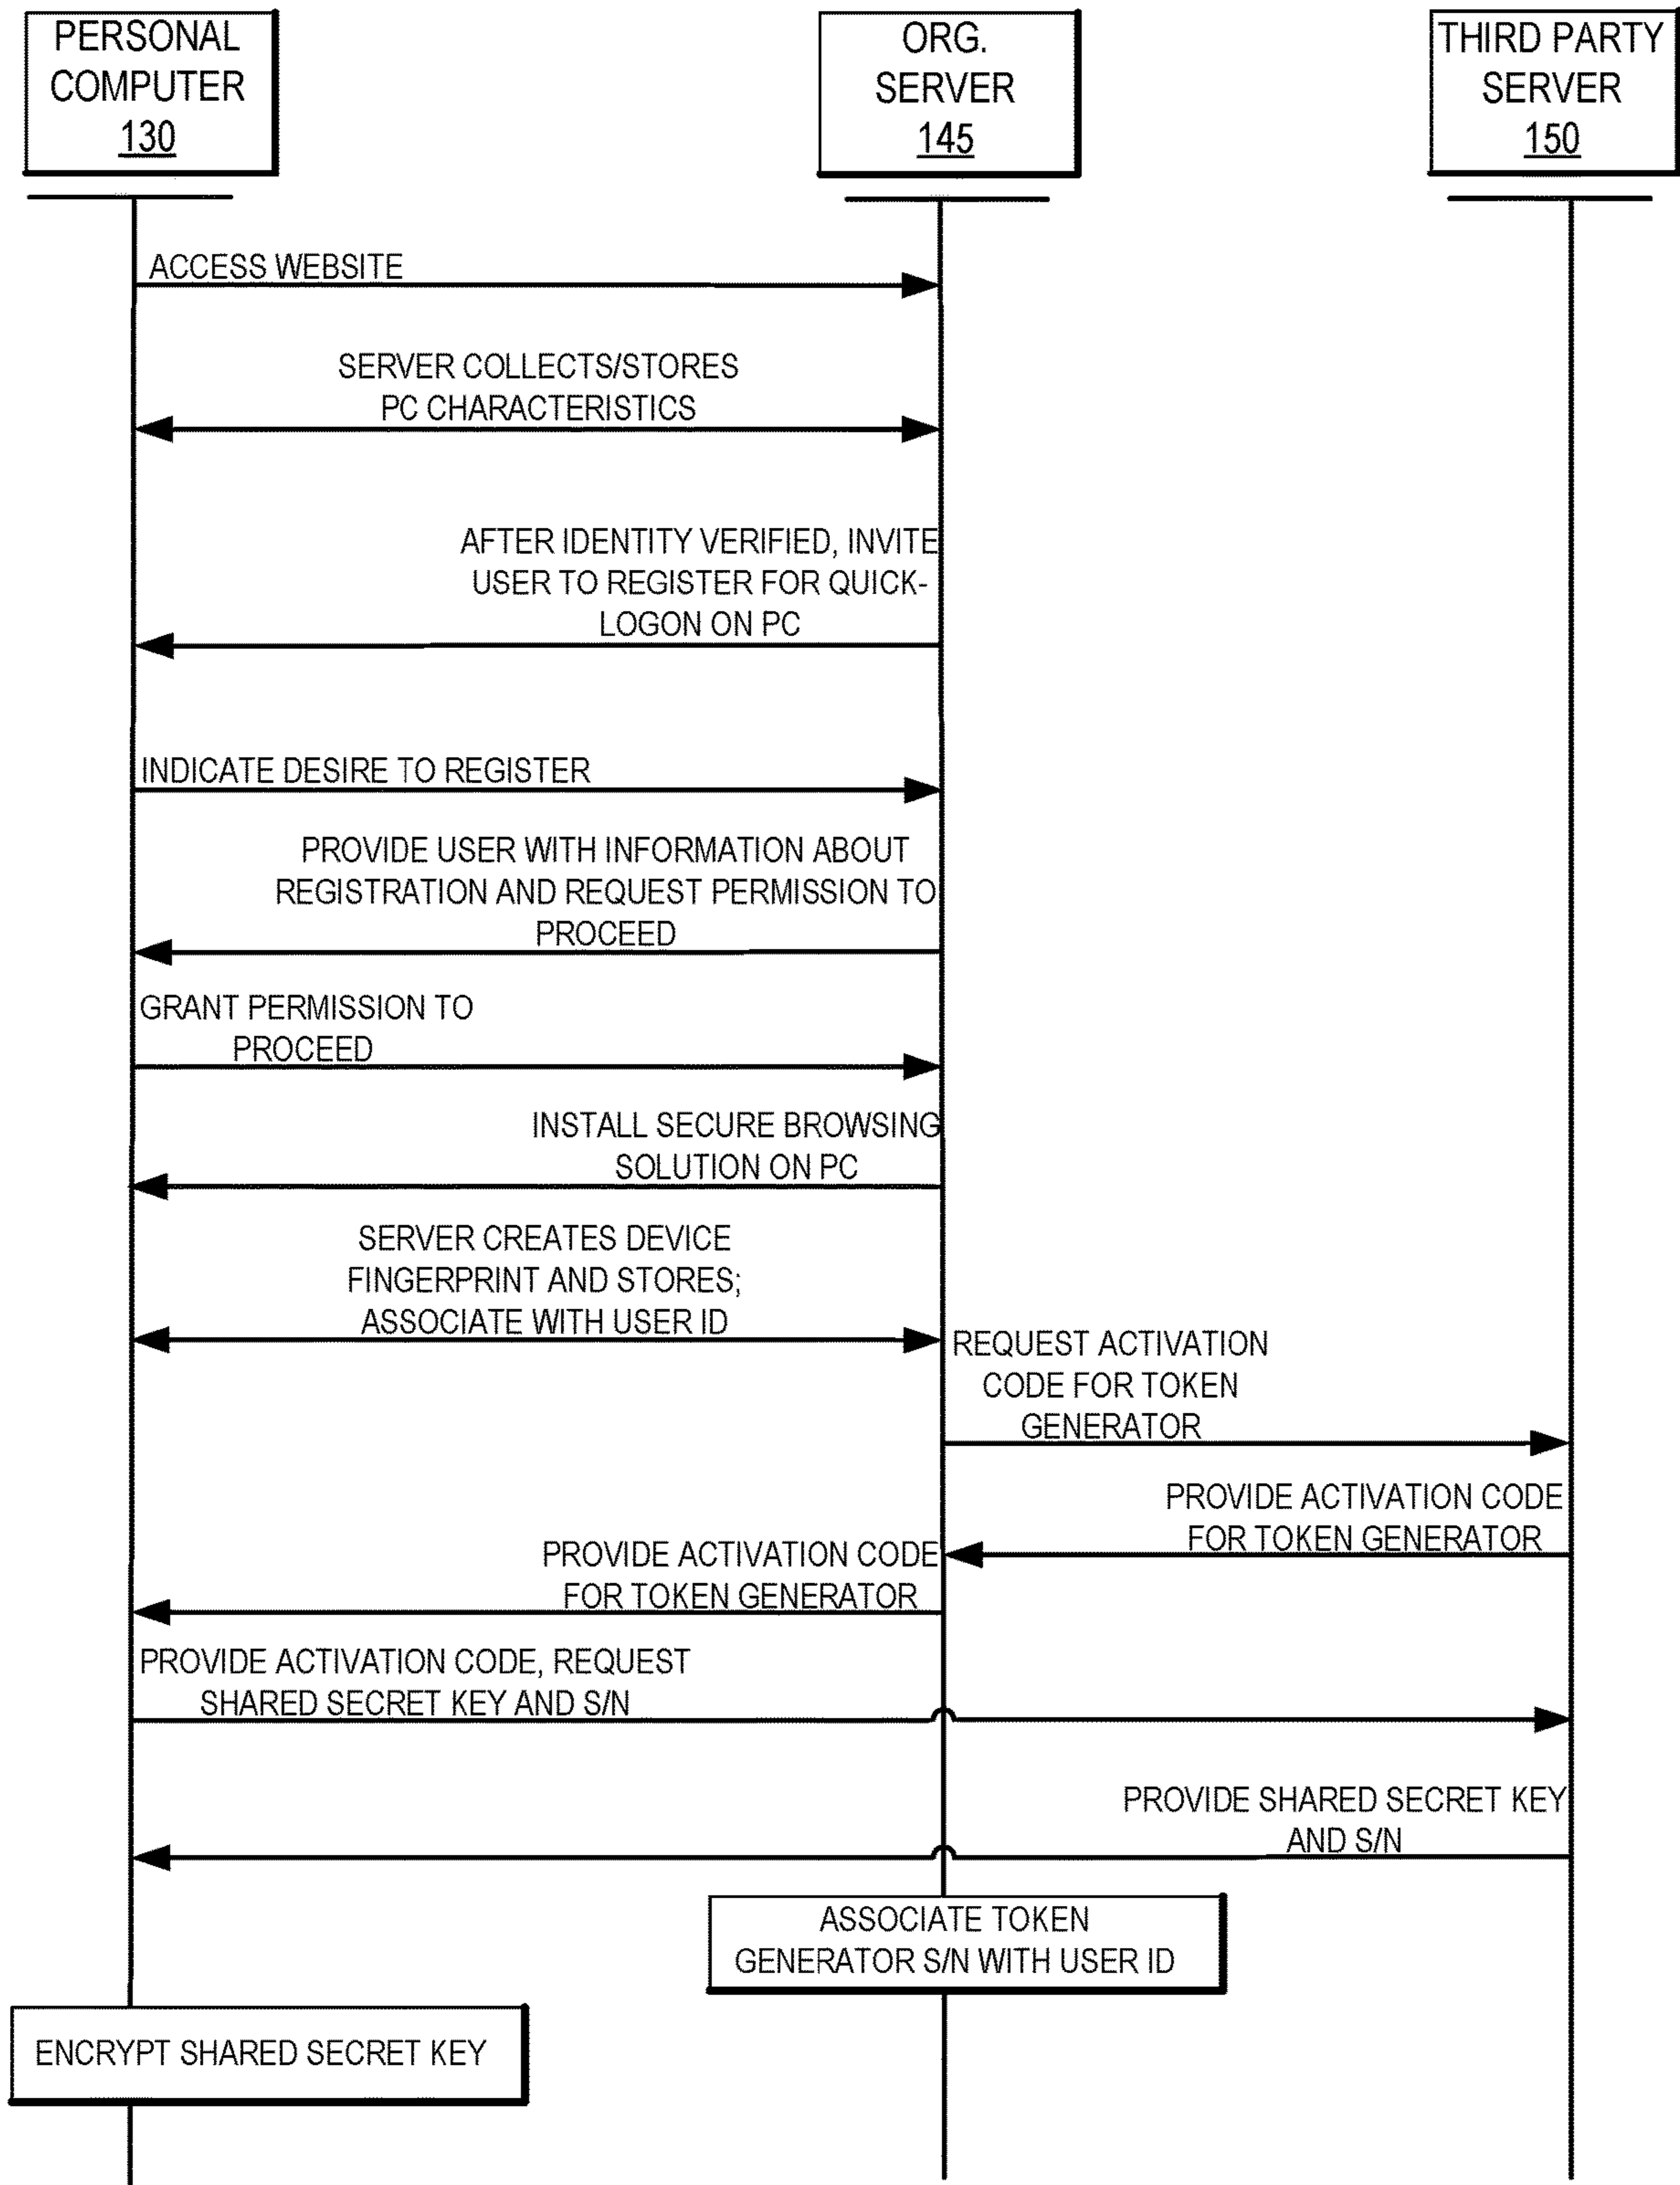 PERSONAL
COMPUTER
130
ORG.
SERVER
145
THIRD PARTY
SERVER
150
ACCESS WEBSITE
SERVER COLLECTS/STORES
PC CHARACTERISTICS
AFTER IDENTITY VERIFIED, INVITE
USER TO REGISTER FOR QUICK-
LOGON ON PC
INDICATE DESIRE TO REGISTER
PROVIDE USER WITH INFORMATION ABOUT
REGISTRATION AND REQUEST PERMISSION TO
PROCEED
GRANT PERMISSION TO
PROCEED
INSTALL SECURE BROWSING
SOLUTION ON PC
SERVER CREATES DEVICE
FINGERPRINT AND STORES;
ASSOCIATE WITH USER ID
REQUEST ACTIVATION
CODE FOR TOKEN
GENERATOR
PROVIDE ACTIVATION CODE
FOR TOKEN GENERATOR
PROVIDE ACTIVATION CODE
FOR TOKEN GENERATOR
PROVIDE ACTIVATION CODE, REQUEST
SHARED SECRET KEY AND S/N
PROVIDE SHARED SECRET KEY
AND S/N
ASSOCIATE TOKEN
GENERATOR S/N WITH USER ID
ENCRYPT SHARED SECRET KEY